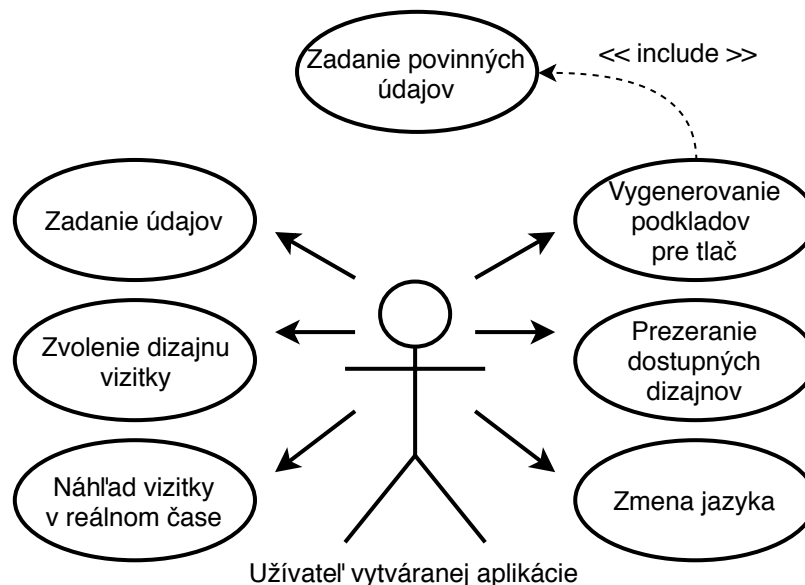 Zadanie povinných
údajov
<< include >>
Zadanie údajov
Vygenerovanie
podkladov
pre tlač
Zvolenie dizajnu
vizitky
Prezeranie
dostupných
dizajnov
Náhľad vizitky
v reálnom čase
Zmena jazyka
Užívateľ vytváranej aplikácie